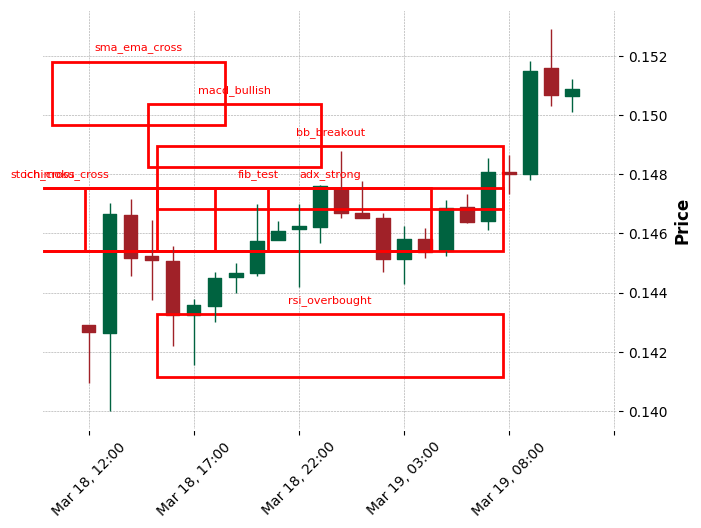 sma_ema_cross
macd_bullish
bb_breakout
fib_test
adx_strong
rsi_overbought
0.152
0.150
0.148
0.146
0.144
0.142
0.140
Price
Mar 18, 12:00
Mar 18, 17:00
Mar 18, 22:00
Mar 19, 03:00
Mar 19, 08:00